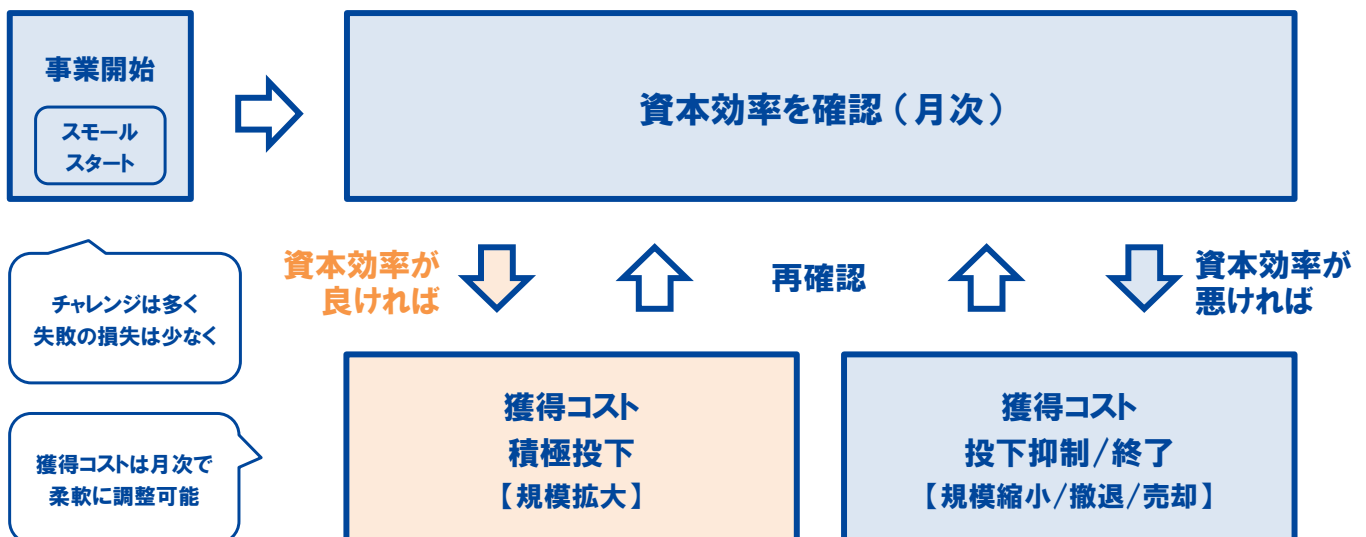 事業開始
スモール
スタート
資本効率を確認（月次）
チャレンジは多く
失敗の損失は少なく
資本効率が
良ければ
再確認
資本効率が
悪ければ
獲得コストは月次で
柔軟に調整可能
獲得コスト
積極投下
【規模拡大】
獲得コスト
投下抑制/終了
【規模縮小/撤退/売却】